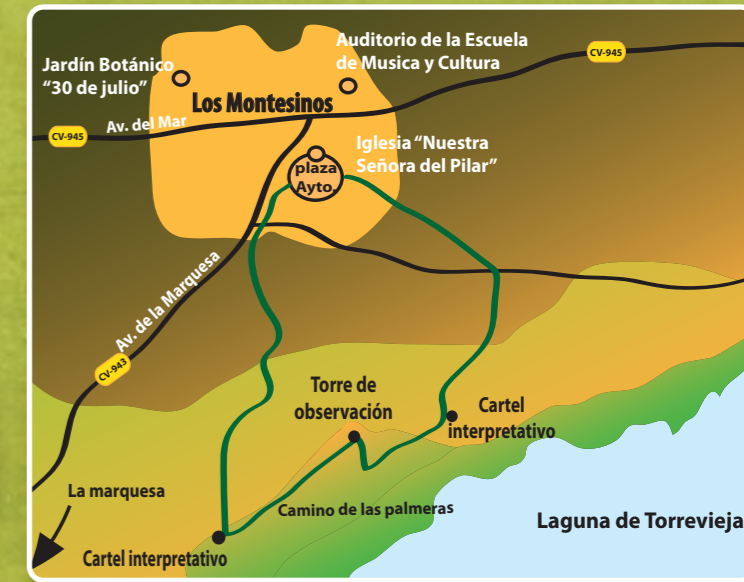 Auditorio de la Escuela
de Musica y Cultura
CV-945
Jardín Botánico
“30 de julio”
Los Montesinos
CV-945
Av. del Mar
Iglesia “Nuestra
Señora del Pilar”
plaza
Ayto.
Av. de la Marquesa
CV-943
Torre de
observación
Cartel
interpretativo
La marquesa
Camino de las palmeras
Laguna de Torrevieja
Cartel interpretativo